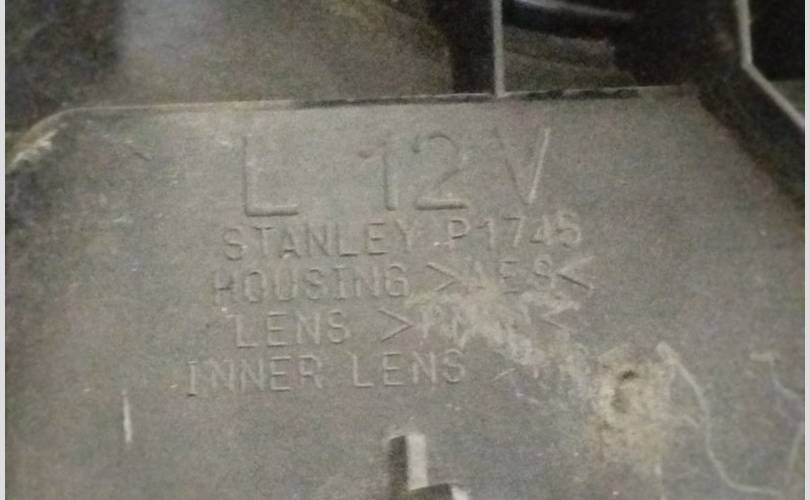 L 12V
STANLEY P1745
HOUSING >AES<
LENS
INNER LENS